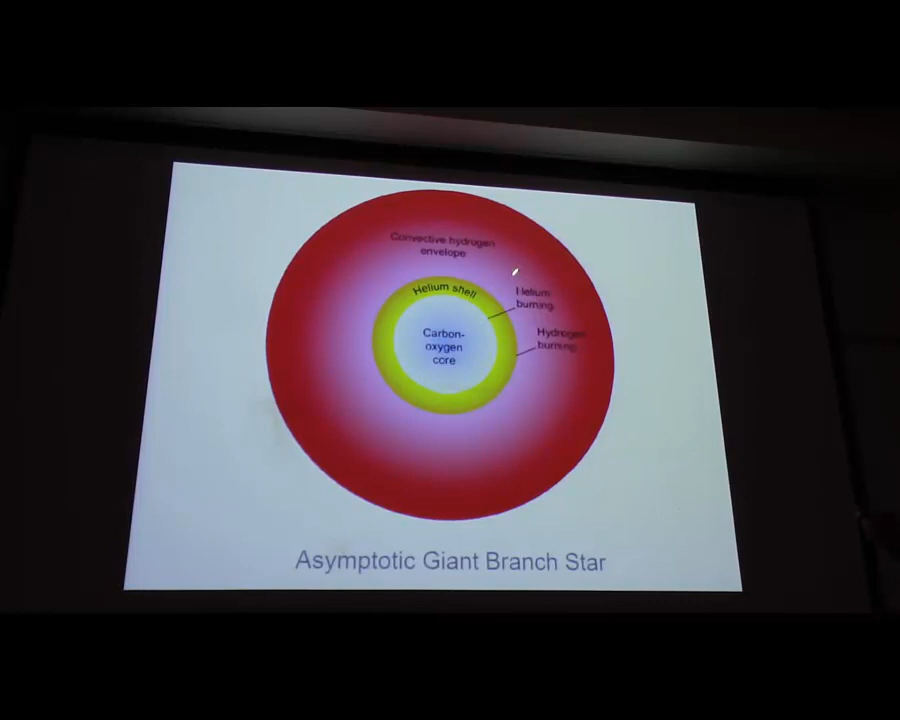 Convective hydrogen
envelope
Helium shell
Helium
burning
Carbon-
oxygen
core
Hydrogen
burning
Asymptotic Giant Branch Star